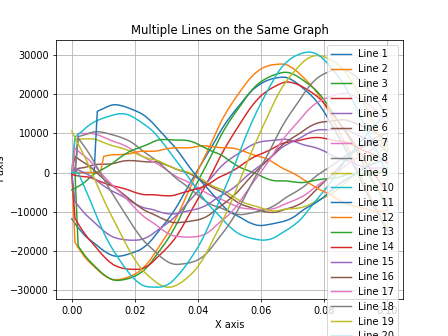 Multiple Lines on the Same Graph
30000
20000
10000
0
−10000
−20000
−30000
0.00
0.02
0.04
0.06
X axis
Line 1
Line 2
Line 3
Line 4
Line 5
Line 6
Line 7
Line 8
Line 9
Line 10
Line 11
Line 12
Line 13
Line 14
Line 15
Line 16
Line 17
Line 18
Line 19